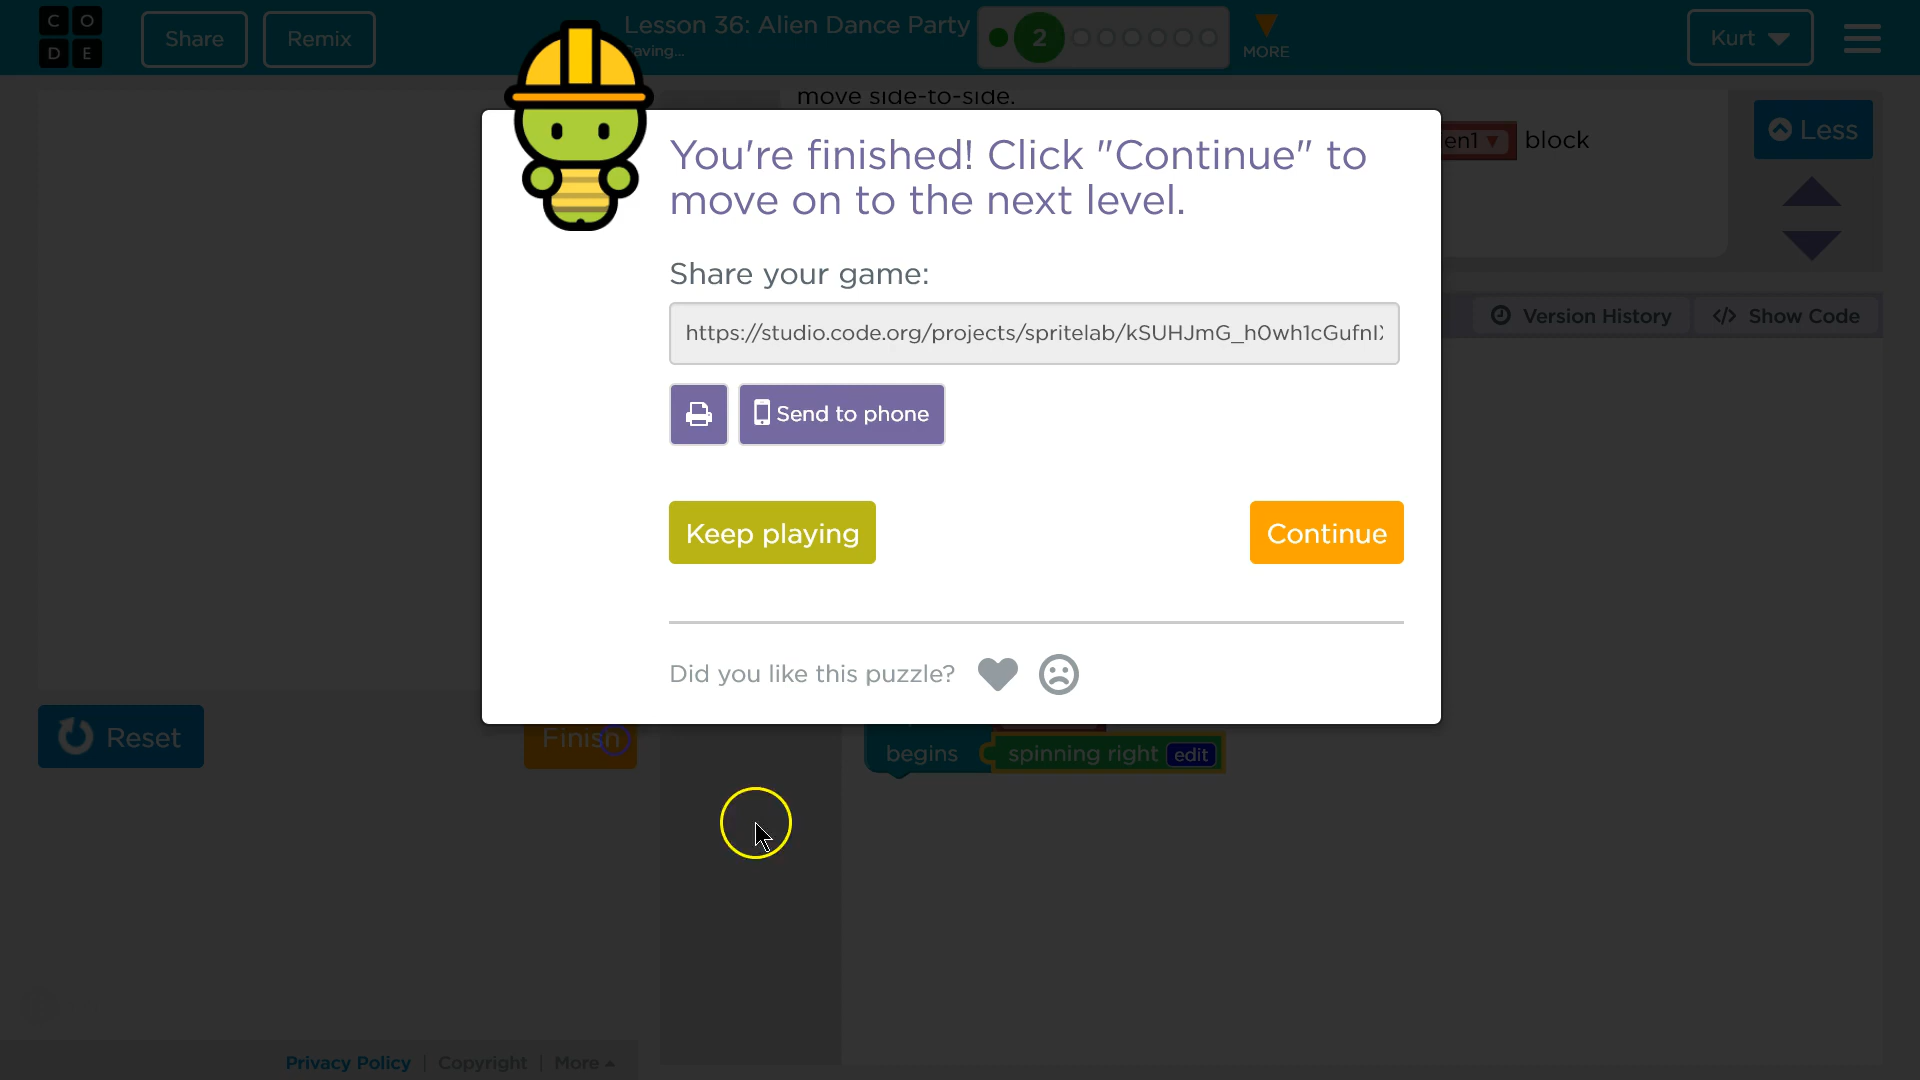 C O
D E
Share
Remix
Lesson 36: Alien Dance Party
Saving...
2
MORE
Kurt
move side-to-side.
block
Less
You're finished! Click "Continue" to
move on to the next level.
Share your game:
https://studio.code.org/projects/spritelab/kSUHJmG_h0wh1cGufnI
Send to phone
Version History
</> Show Code
Keep playing
Continue
Did you like this puzzle?
Reset
Finish
begins spinning right edit
Privacy Policy | Copyright | More